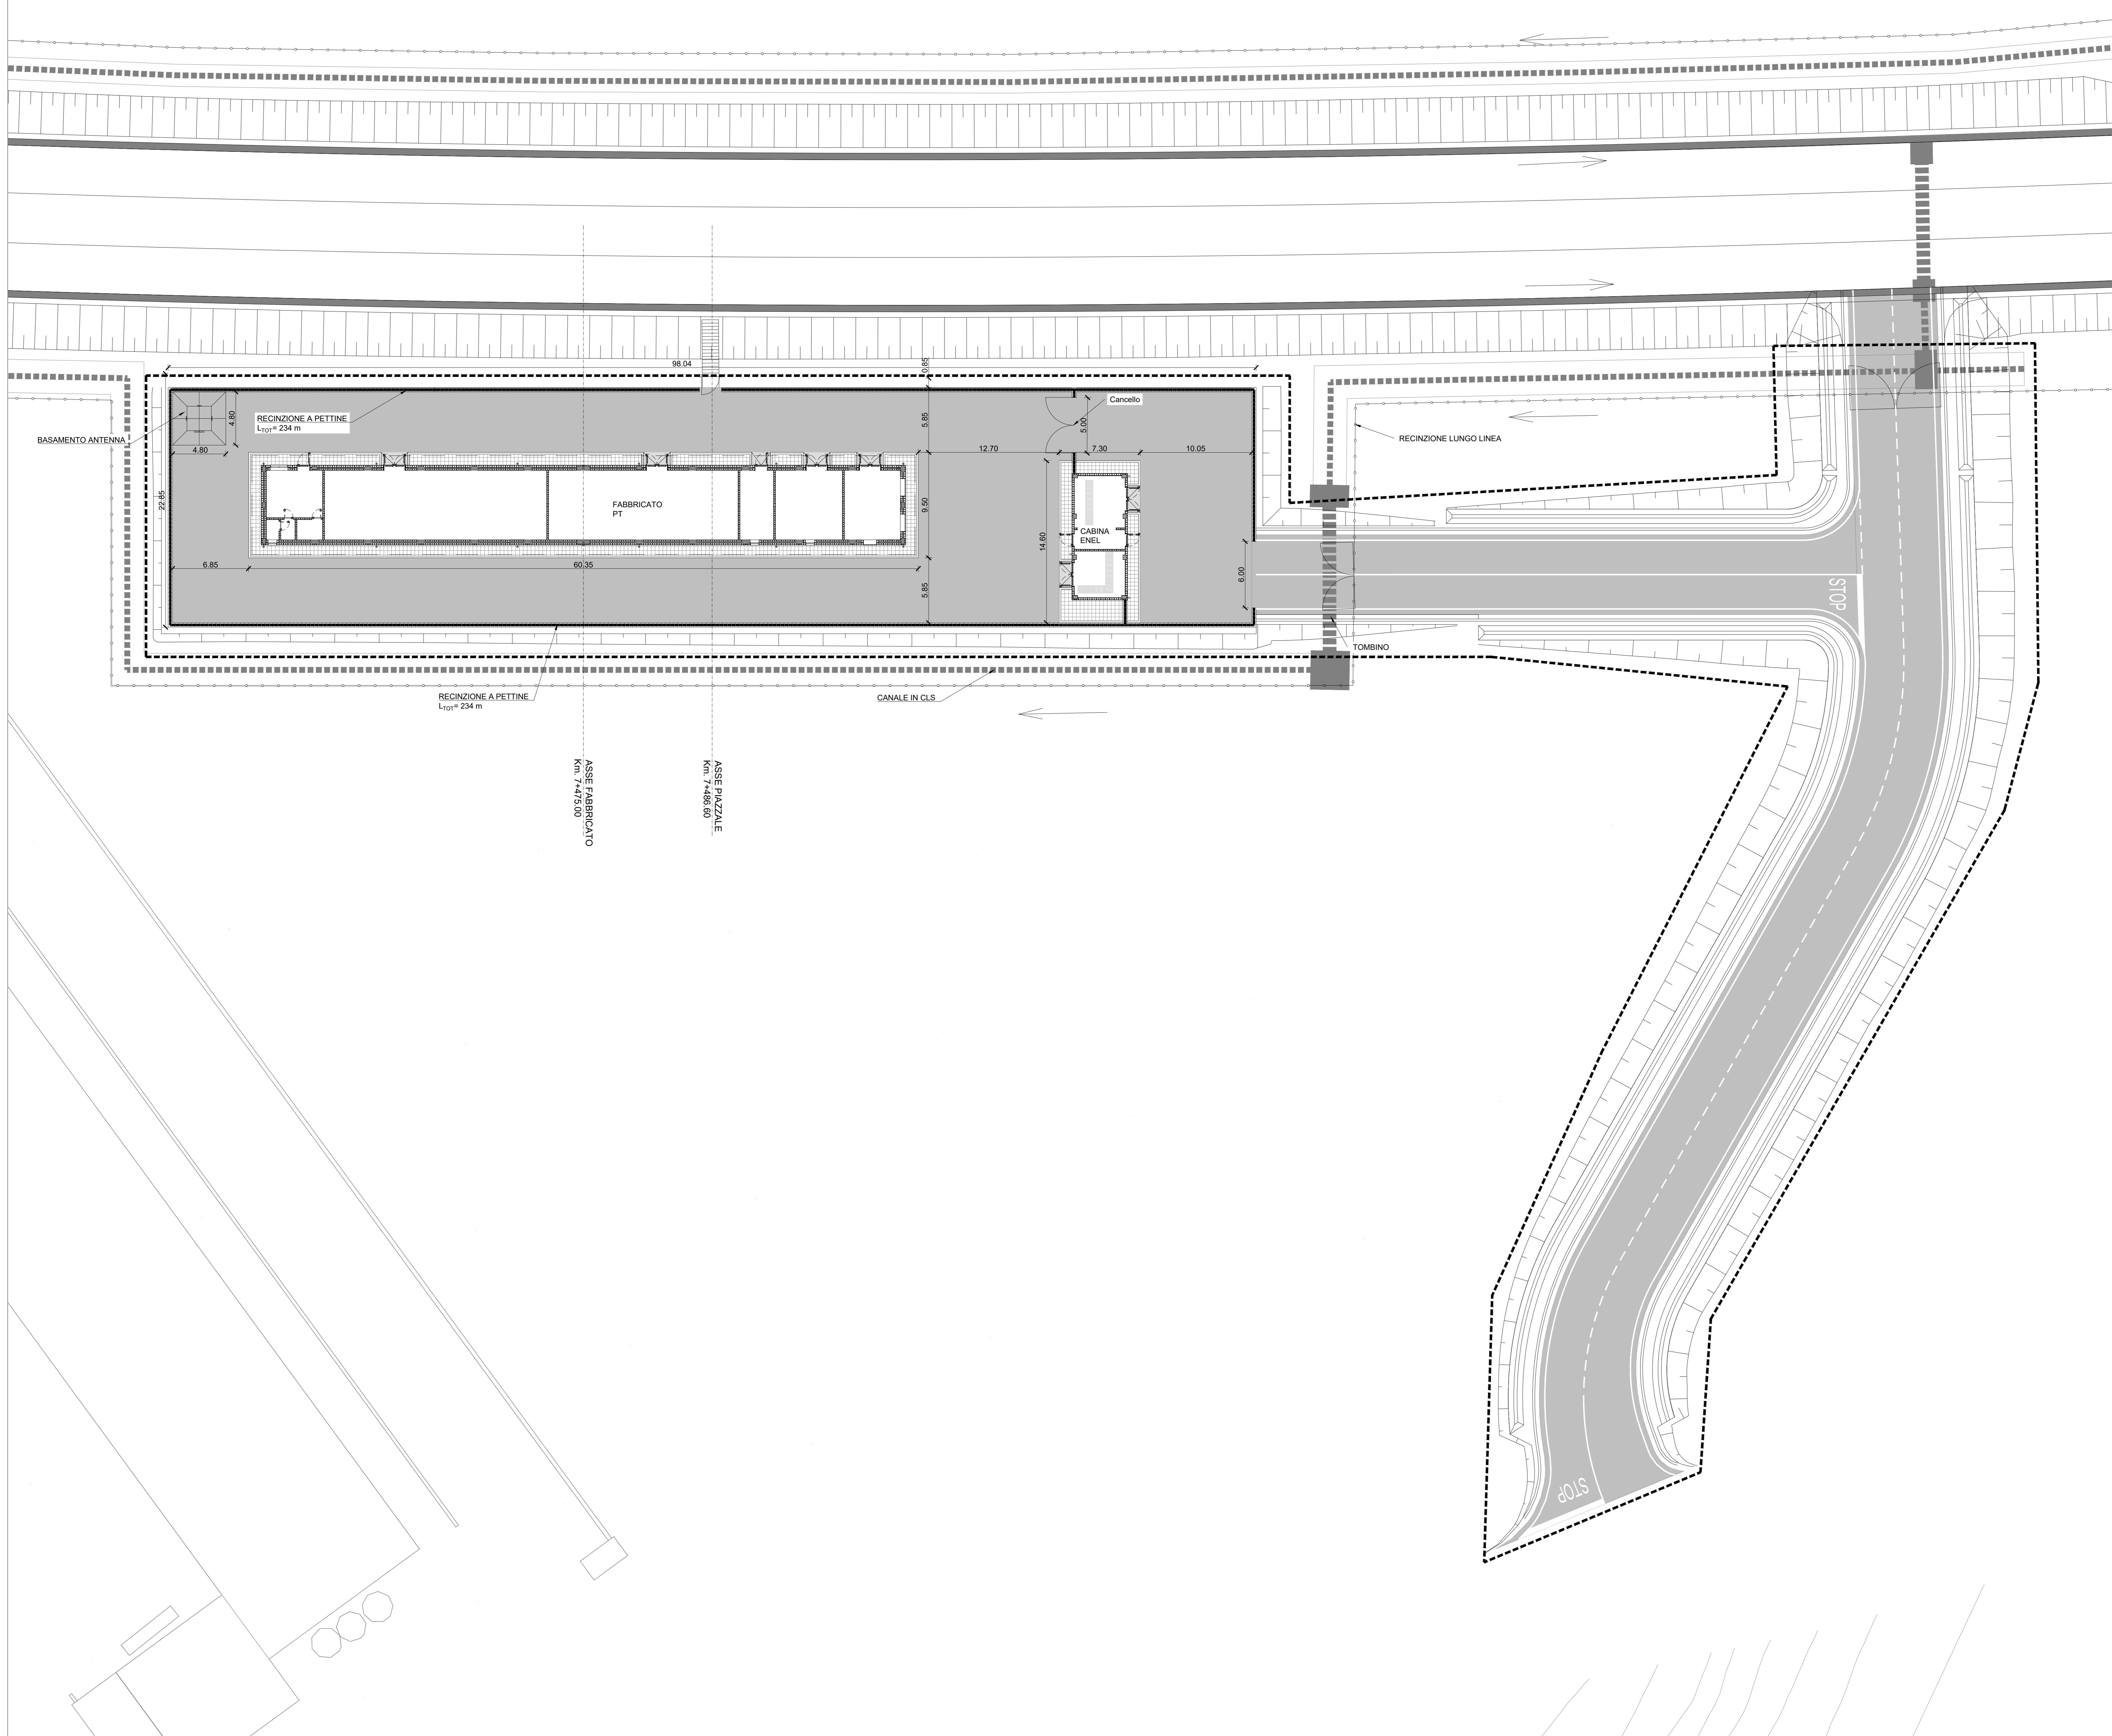 98.04
0.85
4.80
RECINZIONE A PETTINE
LTOT= 234 m
5.85
5.00
Cancello
BASAMENTO ANTENNA
RECINZIONE LUNGO LINEA
4.80
12.70
7.30
10.05
22.85
FABBRICATO
PT
9.50
CABINA
ENEL
14.60
6.85
60.35
5.85
6.00
STOP
TOMBINO
RECINZIONE A PETTINE
LTOT= 234 m
CANALE IN CLS
ASSE FABBRICATO
Km. 7+475.00
ASSE PIAZZALE
Km. 7+486.60
STOP